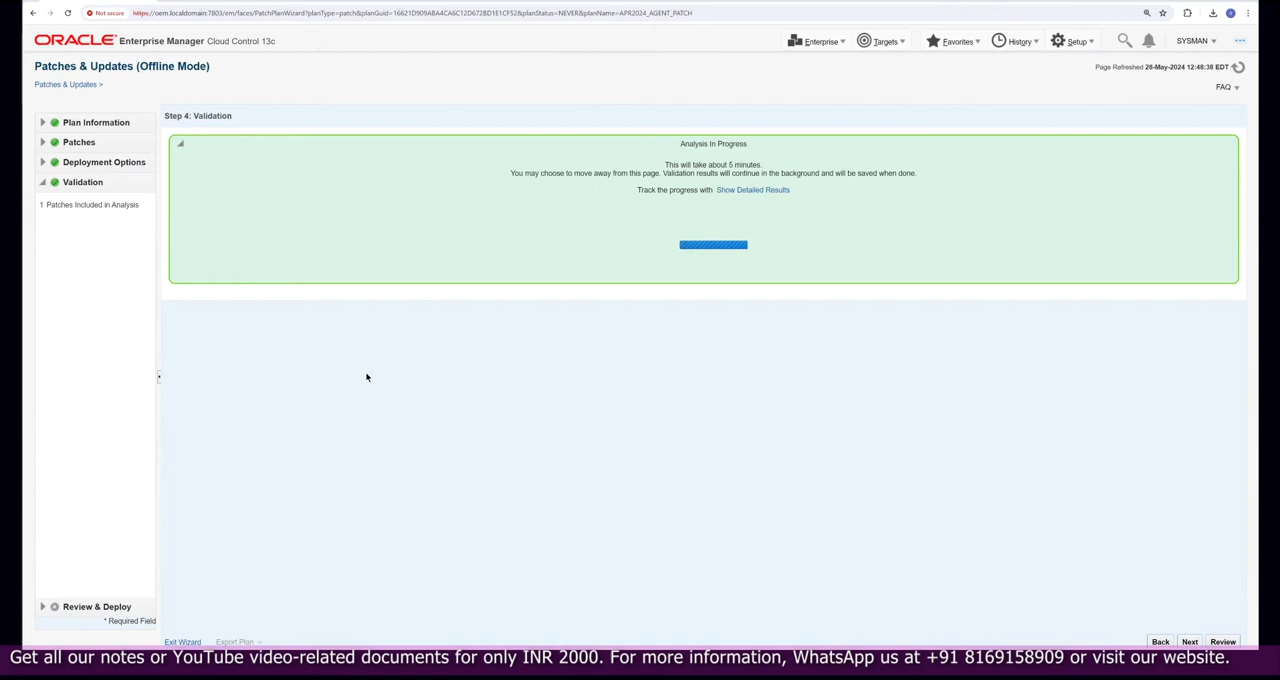 Not secure
https://oem.localdomain:7803/em/faces/PatchPlanWizard?planType=patch&planGuid=16621D909ABA4CA6C12D672BD1E1CF52&planStatus=NEVER&planName=APR2024_AGENT_PATCH
ORACLE Enterprise Manager Cloud Control 13c
Enterprise
Targets
Favorites
History
Setup
SYSMAN
Patches & Updates (Offline Mode)
Page Refreshed 28-May-2024 12:48:38 EDT
Patches & Updates >
FAQ
Plan Information
Patches
Deployment Options
Validation
1 Patches Included in Analysis
Review & Deploy
* Required Field
Step 4: Validation
Analysis In Progress
This will take about 5 minutes.
You may choose to move away from this page. Validation results will continue in the background and will be saved when done.
Track the progress with Show Detailed Results
Exit Wizard
Export Plan
Back
Next
Review
Get all our notes or YouTube video-related documents for only INR 2000. For more information, WhatsApp us at +91 8169158909 or visit our website.